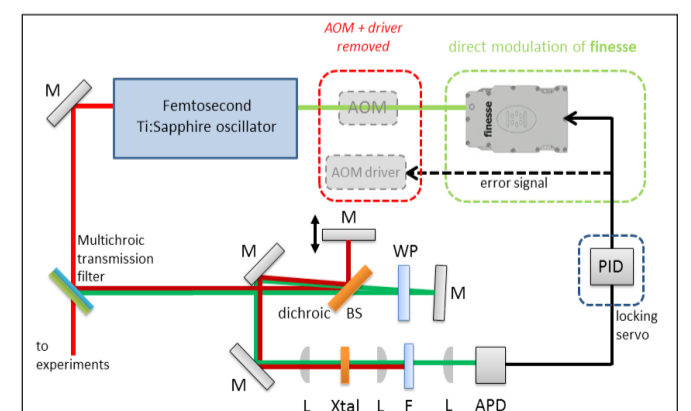 AOM + driver
removed
direct modulation of finesse
M
Femtosecond
Ti:Sapphire oscillator
AOM
finesse
AOM driver
error signal
M
Multichroic
transmission
filter
M
WP
PID
dichroic
BS
M
locking
servo
to
experiments
M
L
Xtal
L
F
L
APD